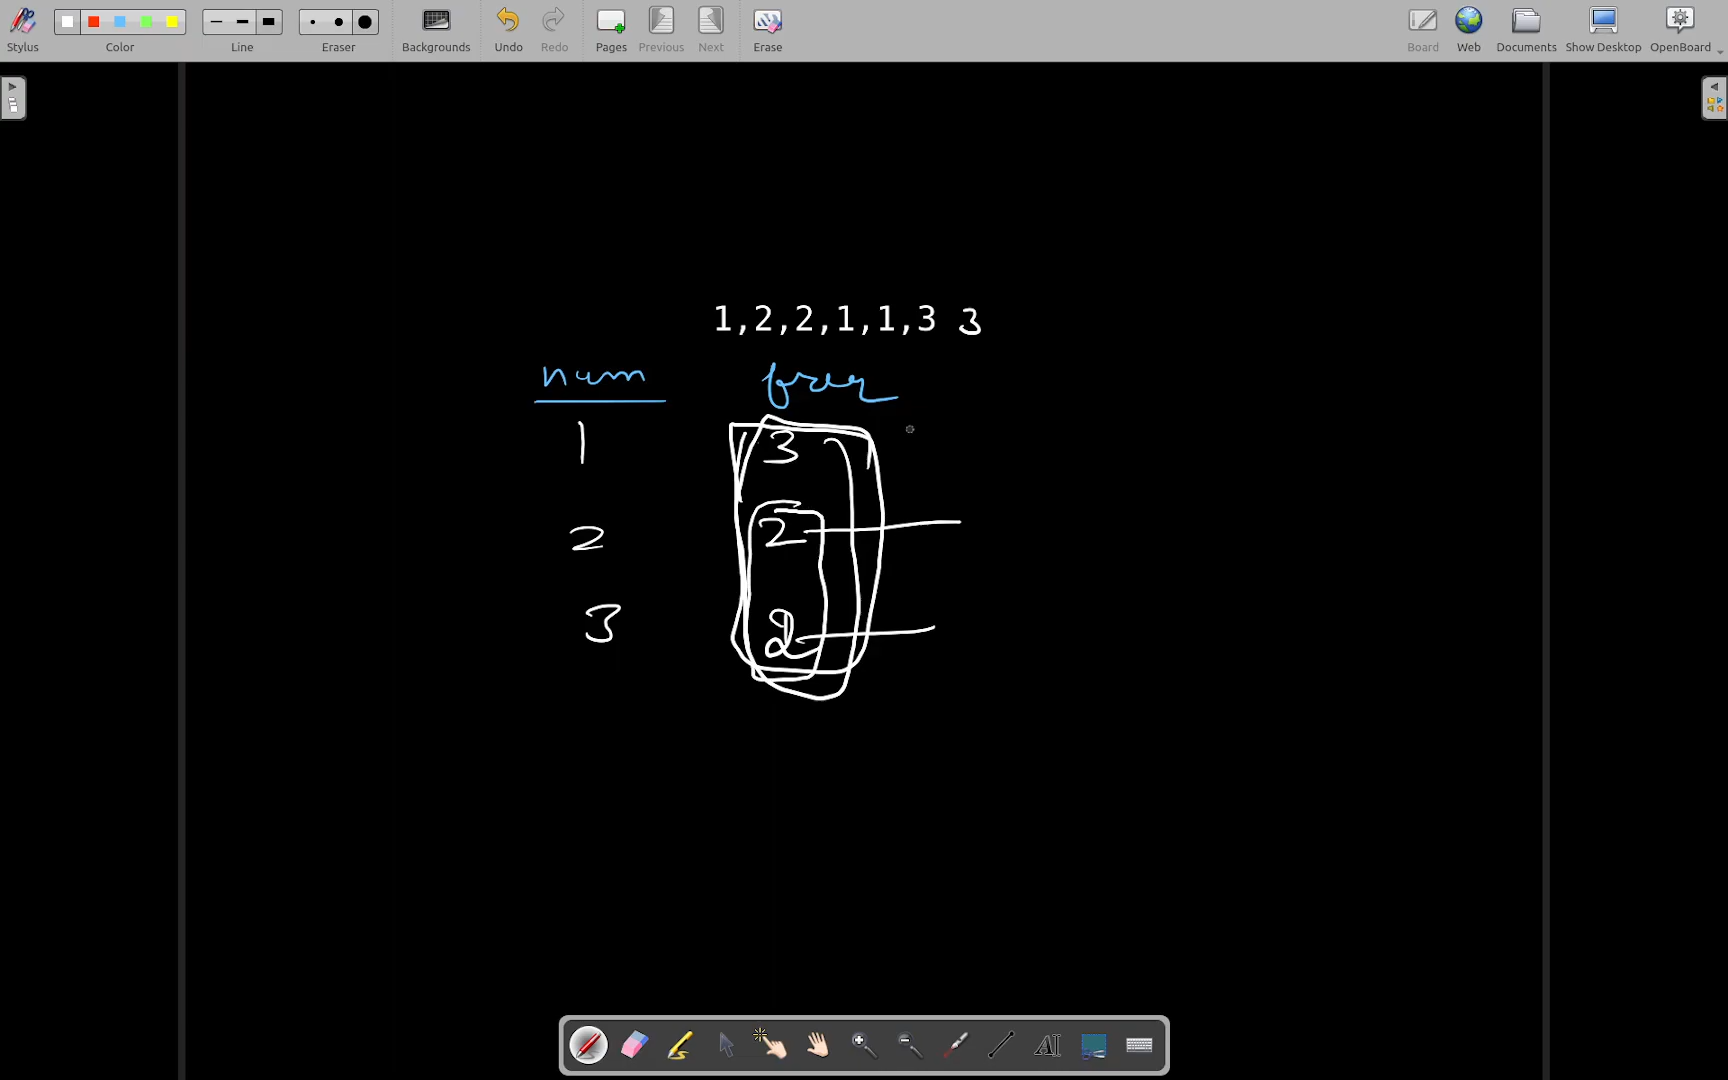 Stylus Color Line Eraser Backgrounds Undo Redo Pages Previous Next Erase Board Web Documents Show Desktop OpenBoard
1,2,2,1,1,3 3
num freq
1 3
2 2
3 2
AI